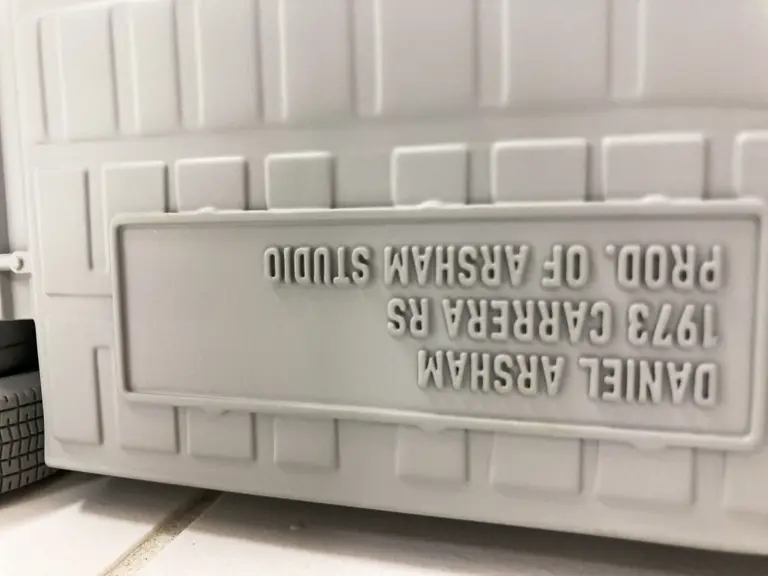 DANIEL ARSHAM
1973 CARRERA RS
PROD. OF ARSHAM STUDIO